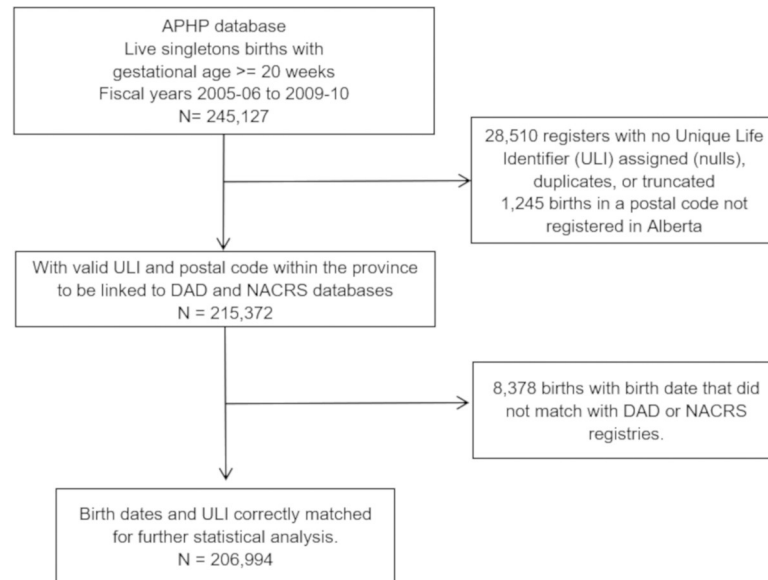 APHP database
Live singletons births with
gestational age >= 20 weeks
Fiscal years 2005-06 to 2009-10
N= 245,127
28,510 registers with no Unique Life
Identifier (ULI) assigned (nulls),
duplicates, or truncated
1,245 births in a postal code not
registered in Alberta
With valid ULI and postal code within the province
to be linked to DAD and NACRS databases
N = 215,372
8,378 births with birth date that did
not match with DAD or NACRS
registries.
Birth dates and ULI correctly matched
for further statistical analysis.
N = 206,994